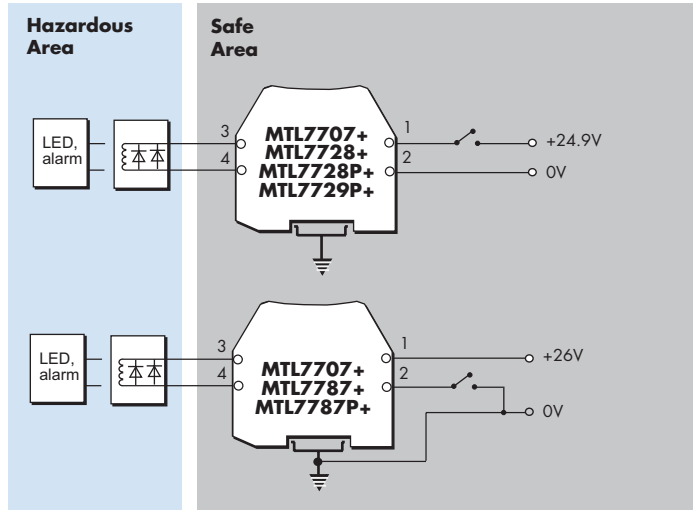 Hazardous
Area
Safe
Area
LED,
alarm
3
4
MTL7707+
MTL7728+
MTL7728P+
MTL7729P+
1
2
+24.9V
0V
LED,
alarm
3
4
MTL7707+
MTL7787+
MTL7787P+
1
2
+26V
0V